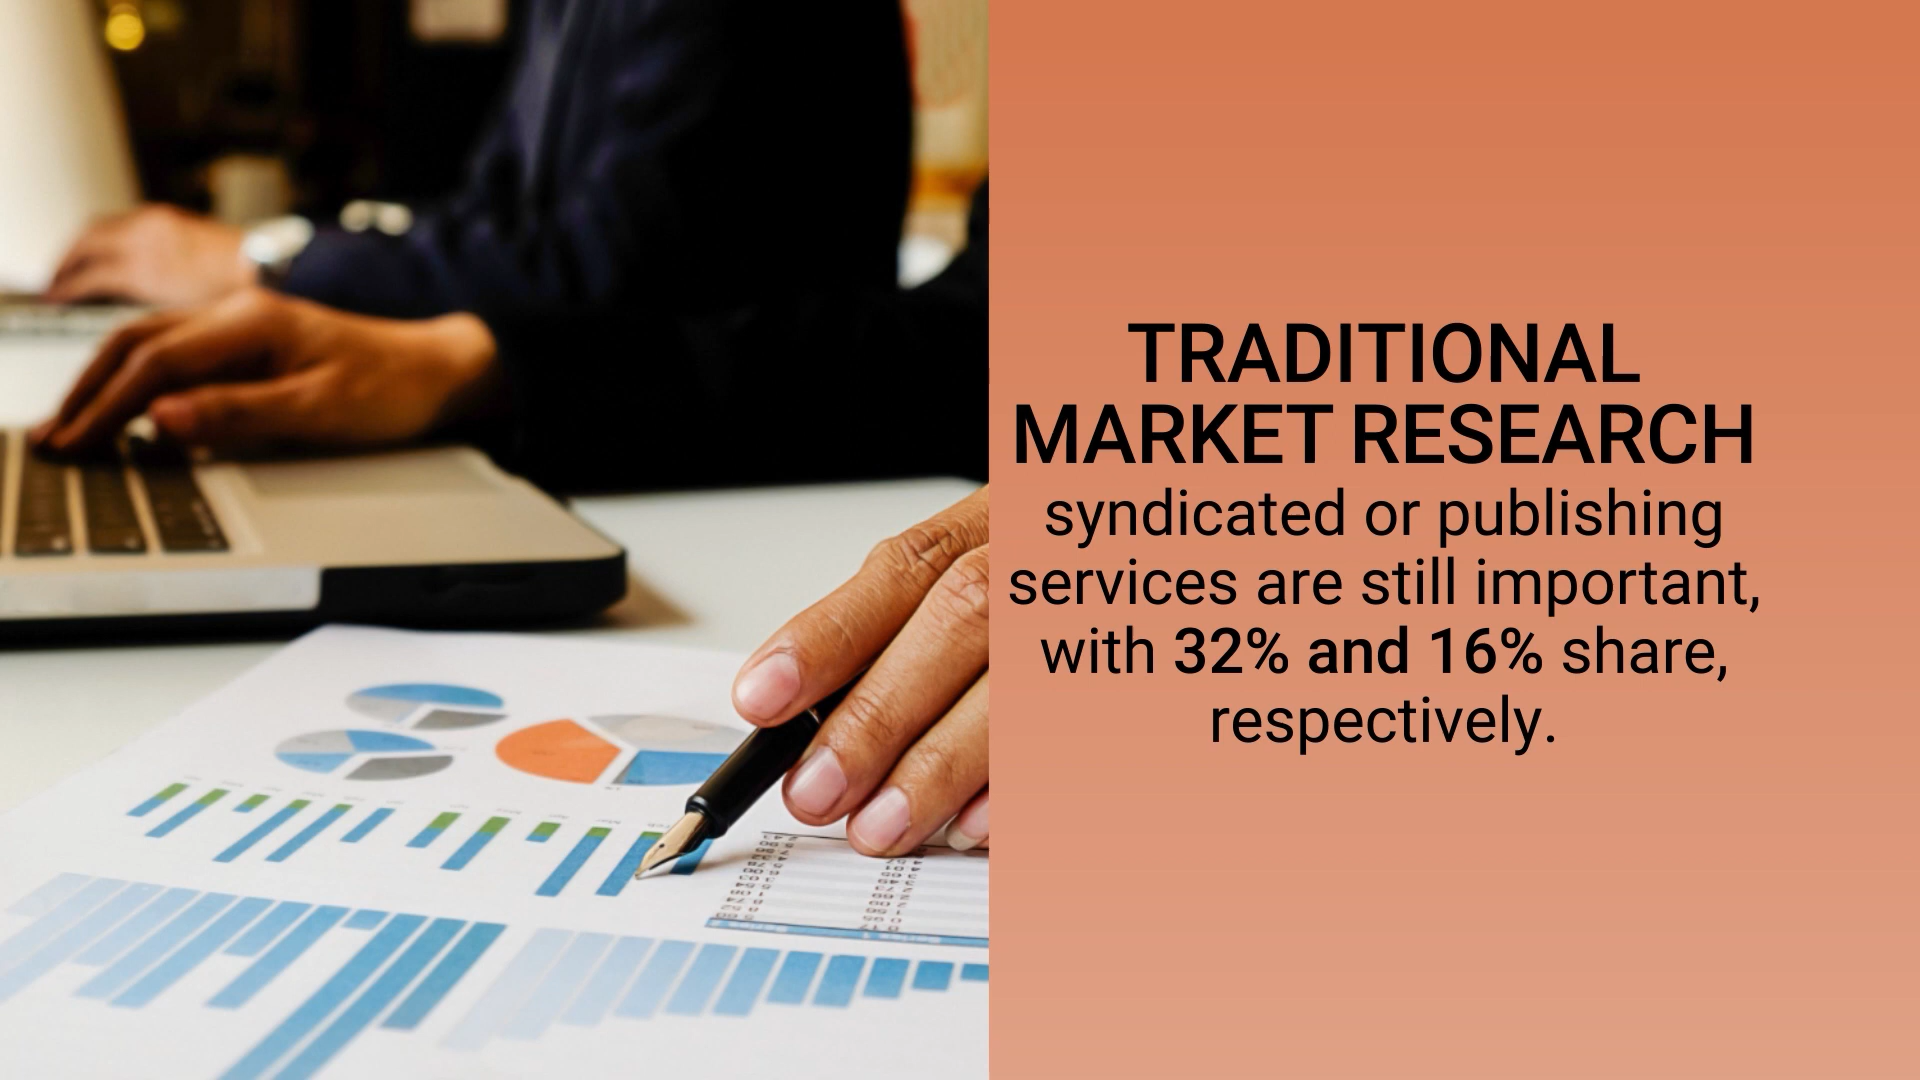 TRADITIONAL
MARKET RESEARCH
syndicated or publishing
services are still important,
with 32% and 16% share,
respectively.